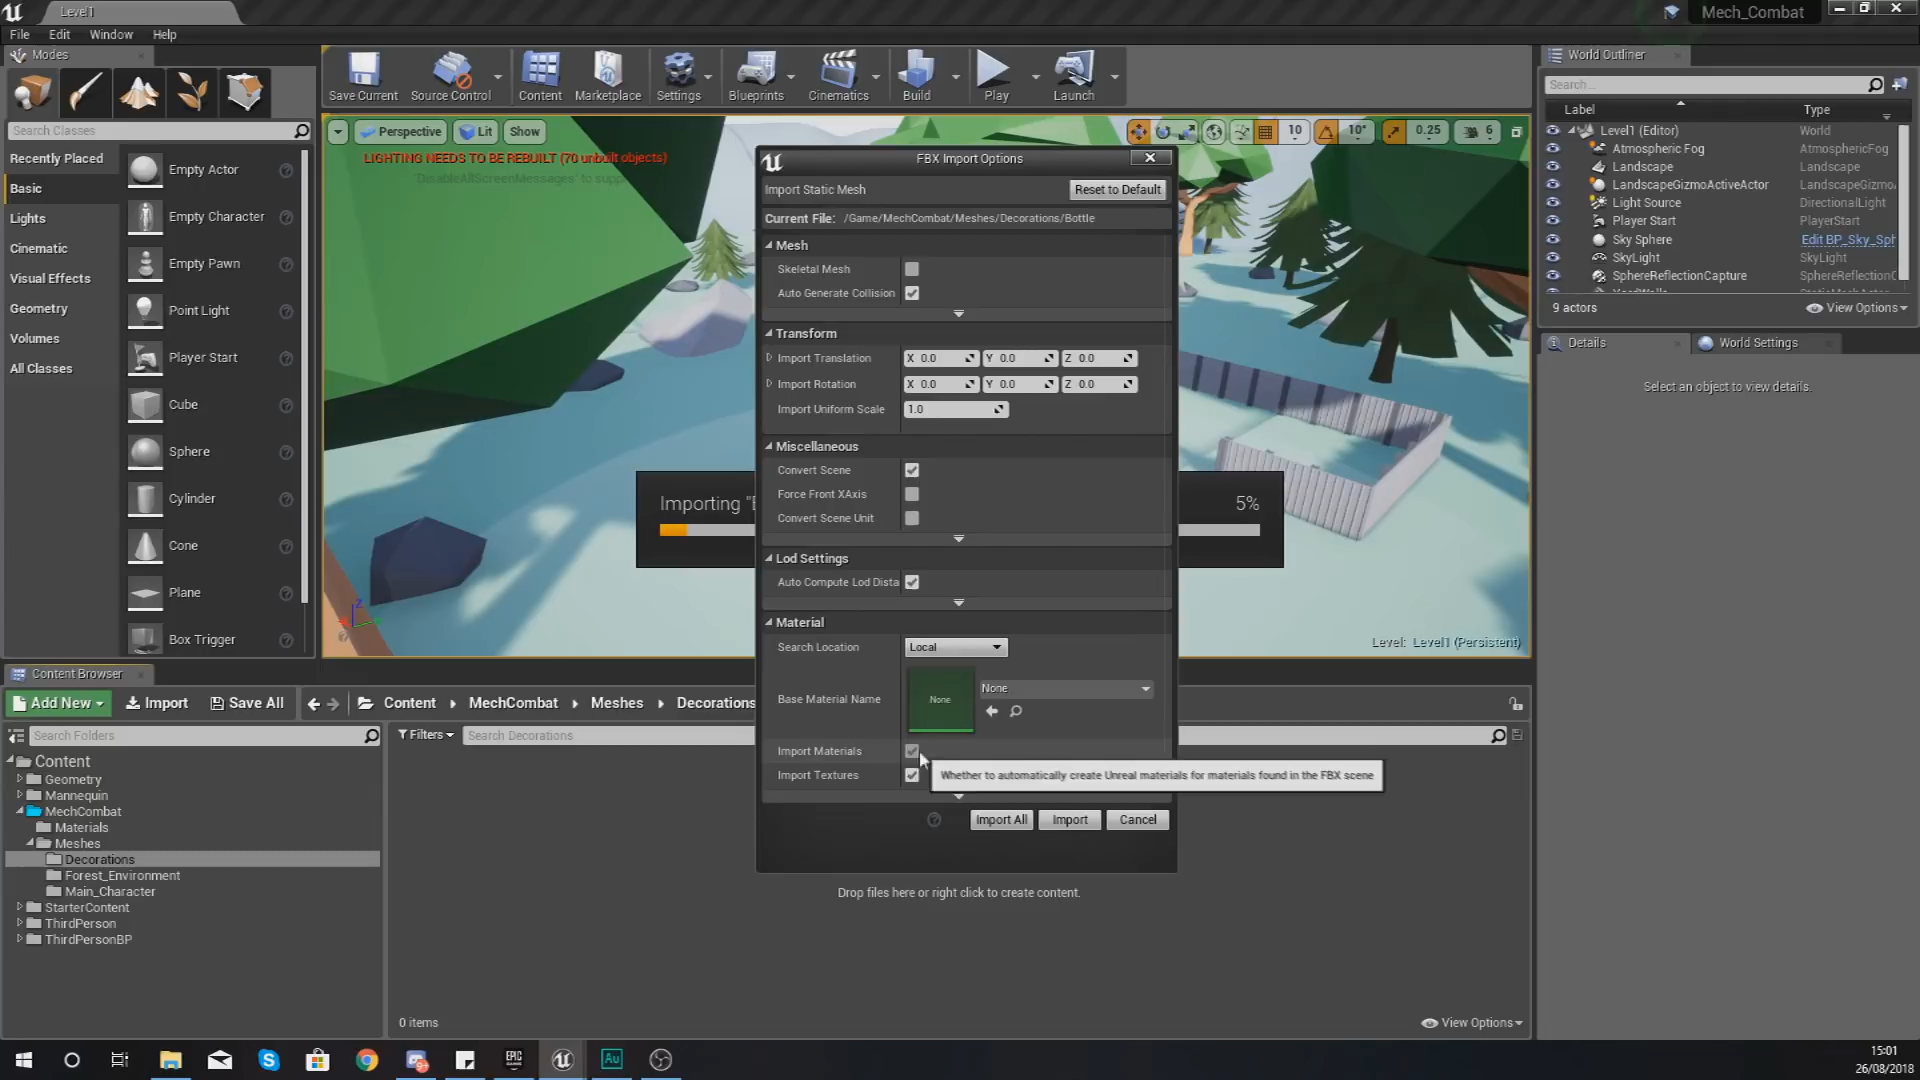 Level1
Mech_Combat
File Edit Window Help
Modes
Search Classes
Recently Placed
Basic
Lights
Cinematic
Visual Effects
Geometry
Volumes
All Classes
Empty Actor
Empty Character
Empty Pawn
Point Light
Player Start
Cube
Sphere
Cylinder
Cone
Plane
Box Trigger
Save Current
Source Control
Content
Marketplace
Settings
Blueprints
Cinematics
Build
Play
Launch
Perspective Lit Show
10 10° 0.25 6
LIGHTING NEEDS TO BE REBUILT (70 unbuilt objects)
'DisableAllScreenMessages' to supp
Importing "
5%
Level: Level1 (Persistent)
FBX Import Options
Import Static Mesh Reset to Default
Current File: /Game/MechCombat/Meshes/Decorations/Bottle
Mesh
Skeletal Mesh
Auto Generate Collision
Transform
Import Translation X 0.0 Y 0.0 Z 0.0
Import Rotation X 0.0 Y 0.0 Z 0.0
Import Uniform Scale 1.0
Miscellaneous
Convert Scene
Force Front XAxis
Convert Scene Unit
Lod Settings
Auto Compute Lod Dista
Material
Search Location Local
Base Material Name None None
Import Materials
Import Textures
Whether to automatically create Unreal materials for materials found in the FBX scene
Import All Import Cancel
World Outliner
Search...
Label Type
Level1 (Editor) World
Atmospheric Fog AtmosphericFog
Landscape Landscape
LandscapeGizmoActiveActor LandscapeGizmo
Light Source DirectionalLight
Player Start PlayerStart
Sky Sphere Edit BP_Sky_Sph
SkyLight SkyLight
SphereReflectionCapture SphereReflectionC
9 actors View Options
Details World Settings
Select an object to view details.
Content Browser
Add New Import Save All Content MechCombat Meshes Decorations
Search Folders
Filters Search Decorations
Content
Geometry
Mannequin
MechCombat
Materials
Meshes
Decorations
Forest_Environment
Main_Character
StarterContent
ThirdPerson
ThirdPersonBP
Drop files here or right click to create content.
0 items View Options
EPIC GAMES
Au
15:01
26/08/2018